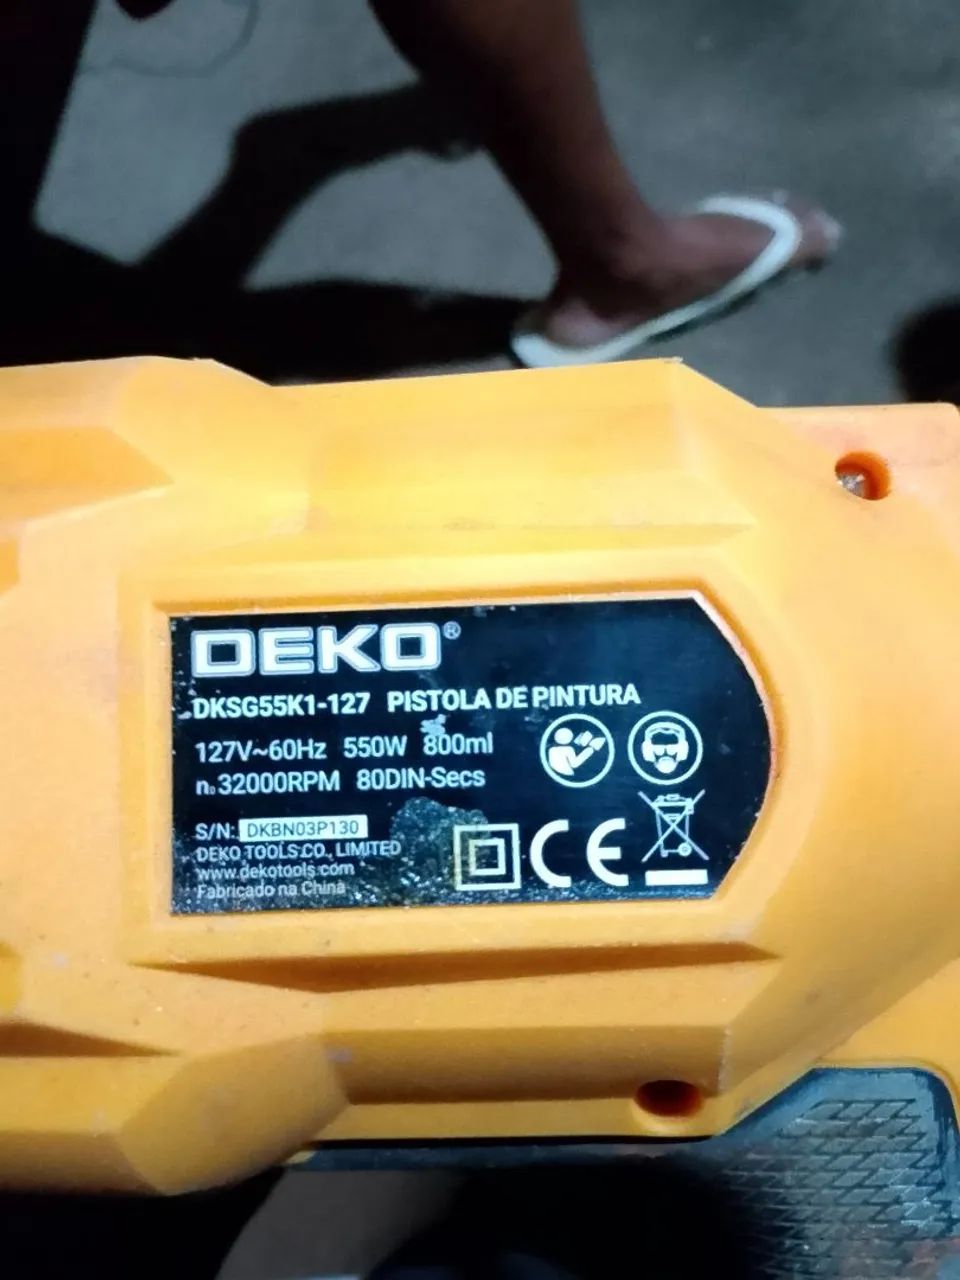 DEKO®
DKSG55K1-127 PISTOLA DE PINTURA
127V~60Hz 550W 800ml
n₀32000RPM 80DIN-Secs
S/N: DKBN03P130
DEKO TOOLS CO., LIMITED
www.dekotools.com
Fabricado na China
CE